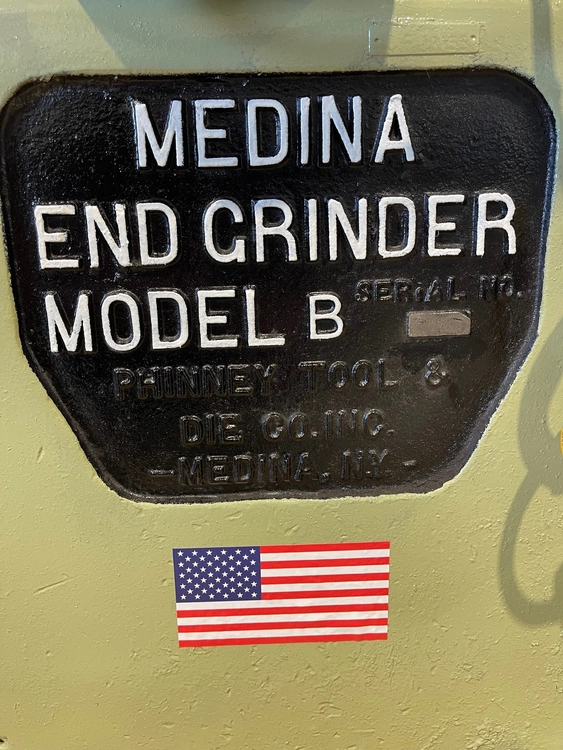 MEDINA
END GRINDER
MODEL B SERIAL NO.
PHINNEY TOOL &
DIE CO. INC.
-MEDINA, N.Y.-